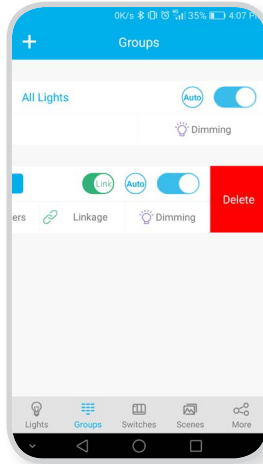 0K/s 4G 35% 4:07 P
+ Groups
All Lights Auto
Dimming
Link Auto
Delete
ers Linkage Dimming
Lights Groups Switches Scenes More